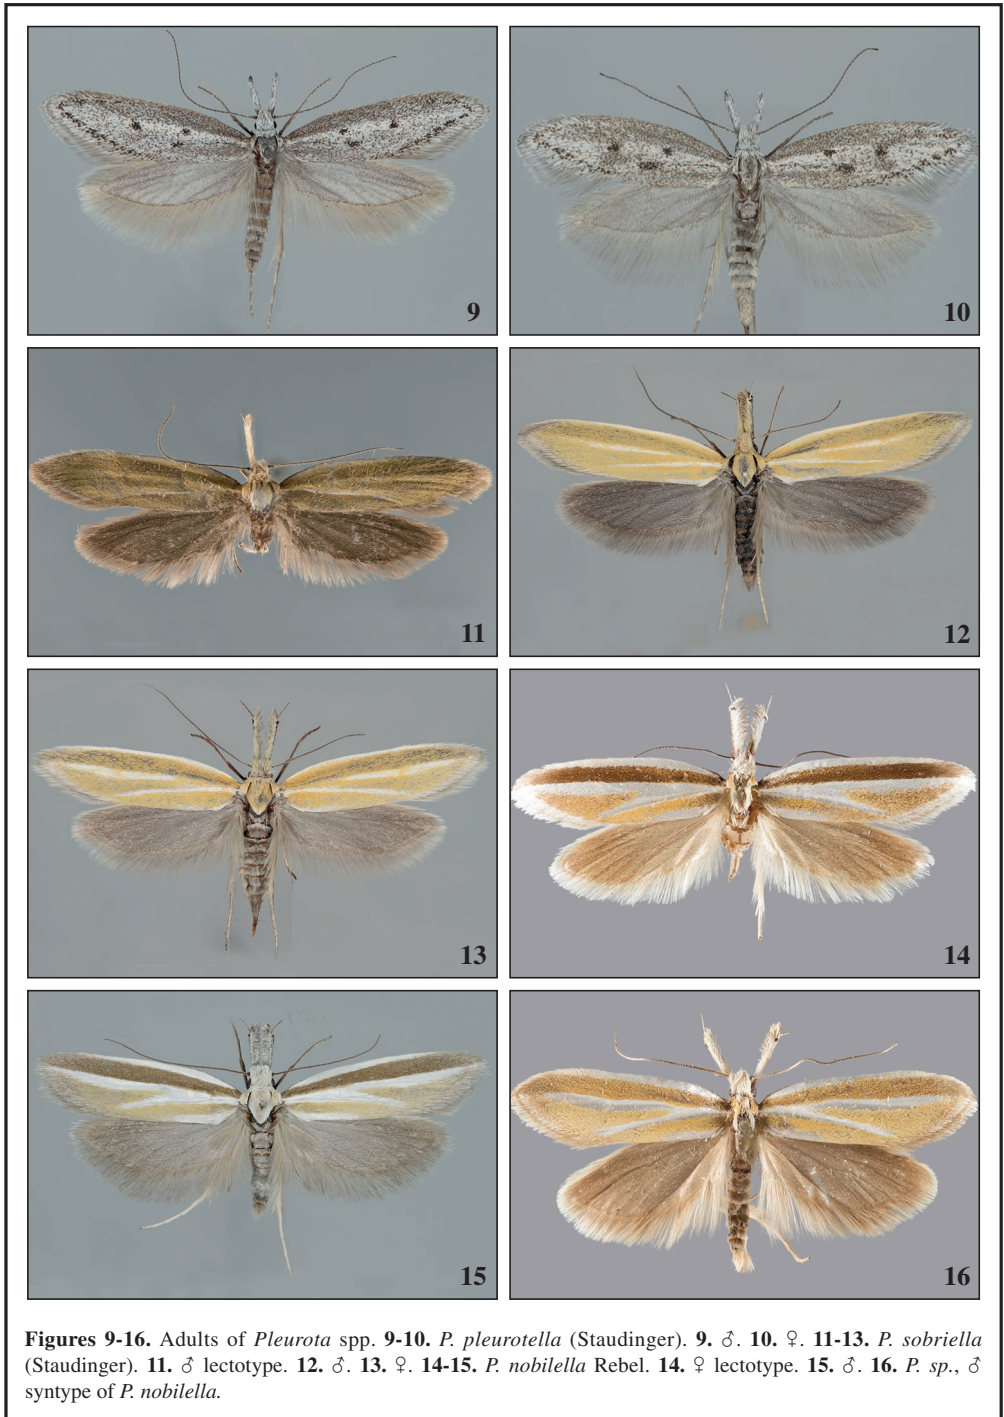 9
10
11
12
13
14
15
16
Figures 9-16. Adults of Pleurota spp. 9-10. P. pleurotella (Staudinger). 9. ♂. 10. ♀. 11-13. P. sobriella
(Staudinger). 11. ♂ lectotype. 12. ♂. 13. ♀. 14-15. P. nobilella Rebel. 14. ♀ lectotype. 15. ♂. 16. P. sp., ♂
syntype of P. nobilella.